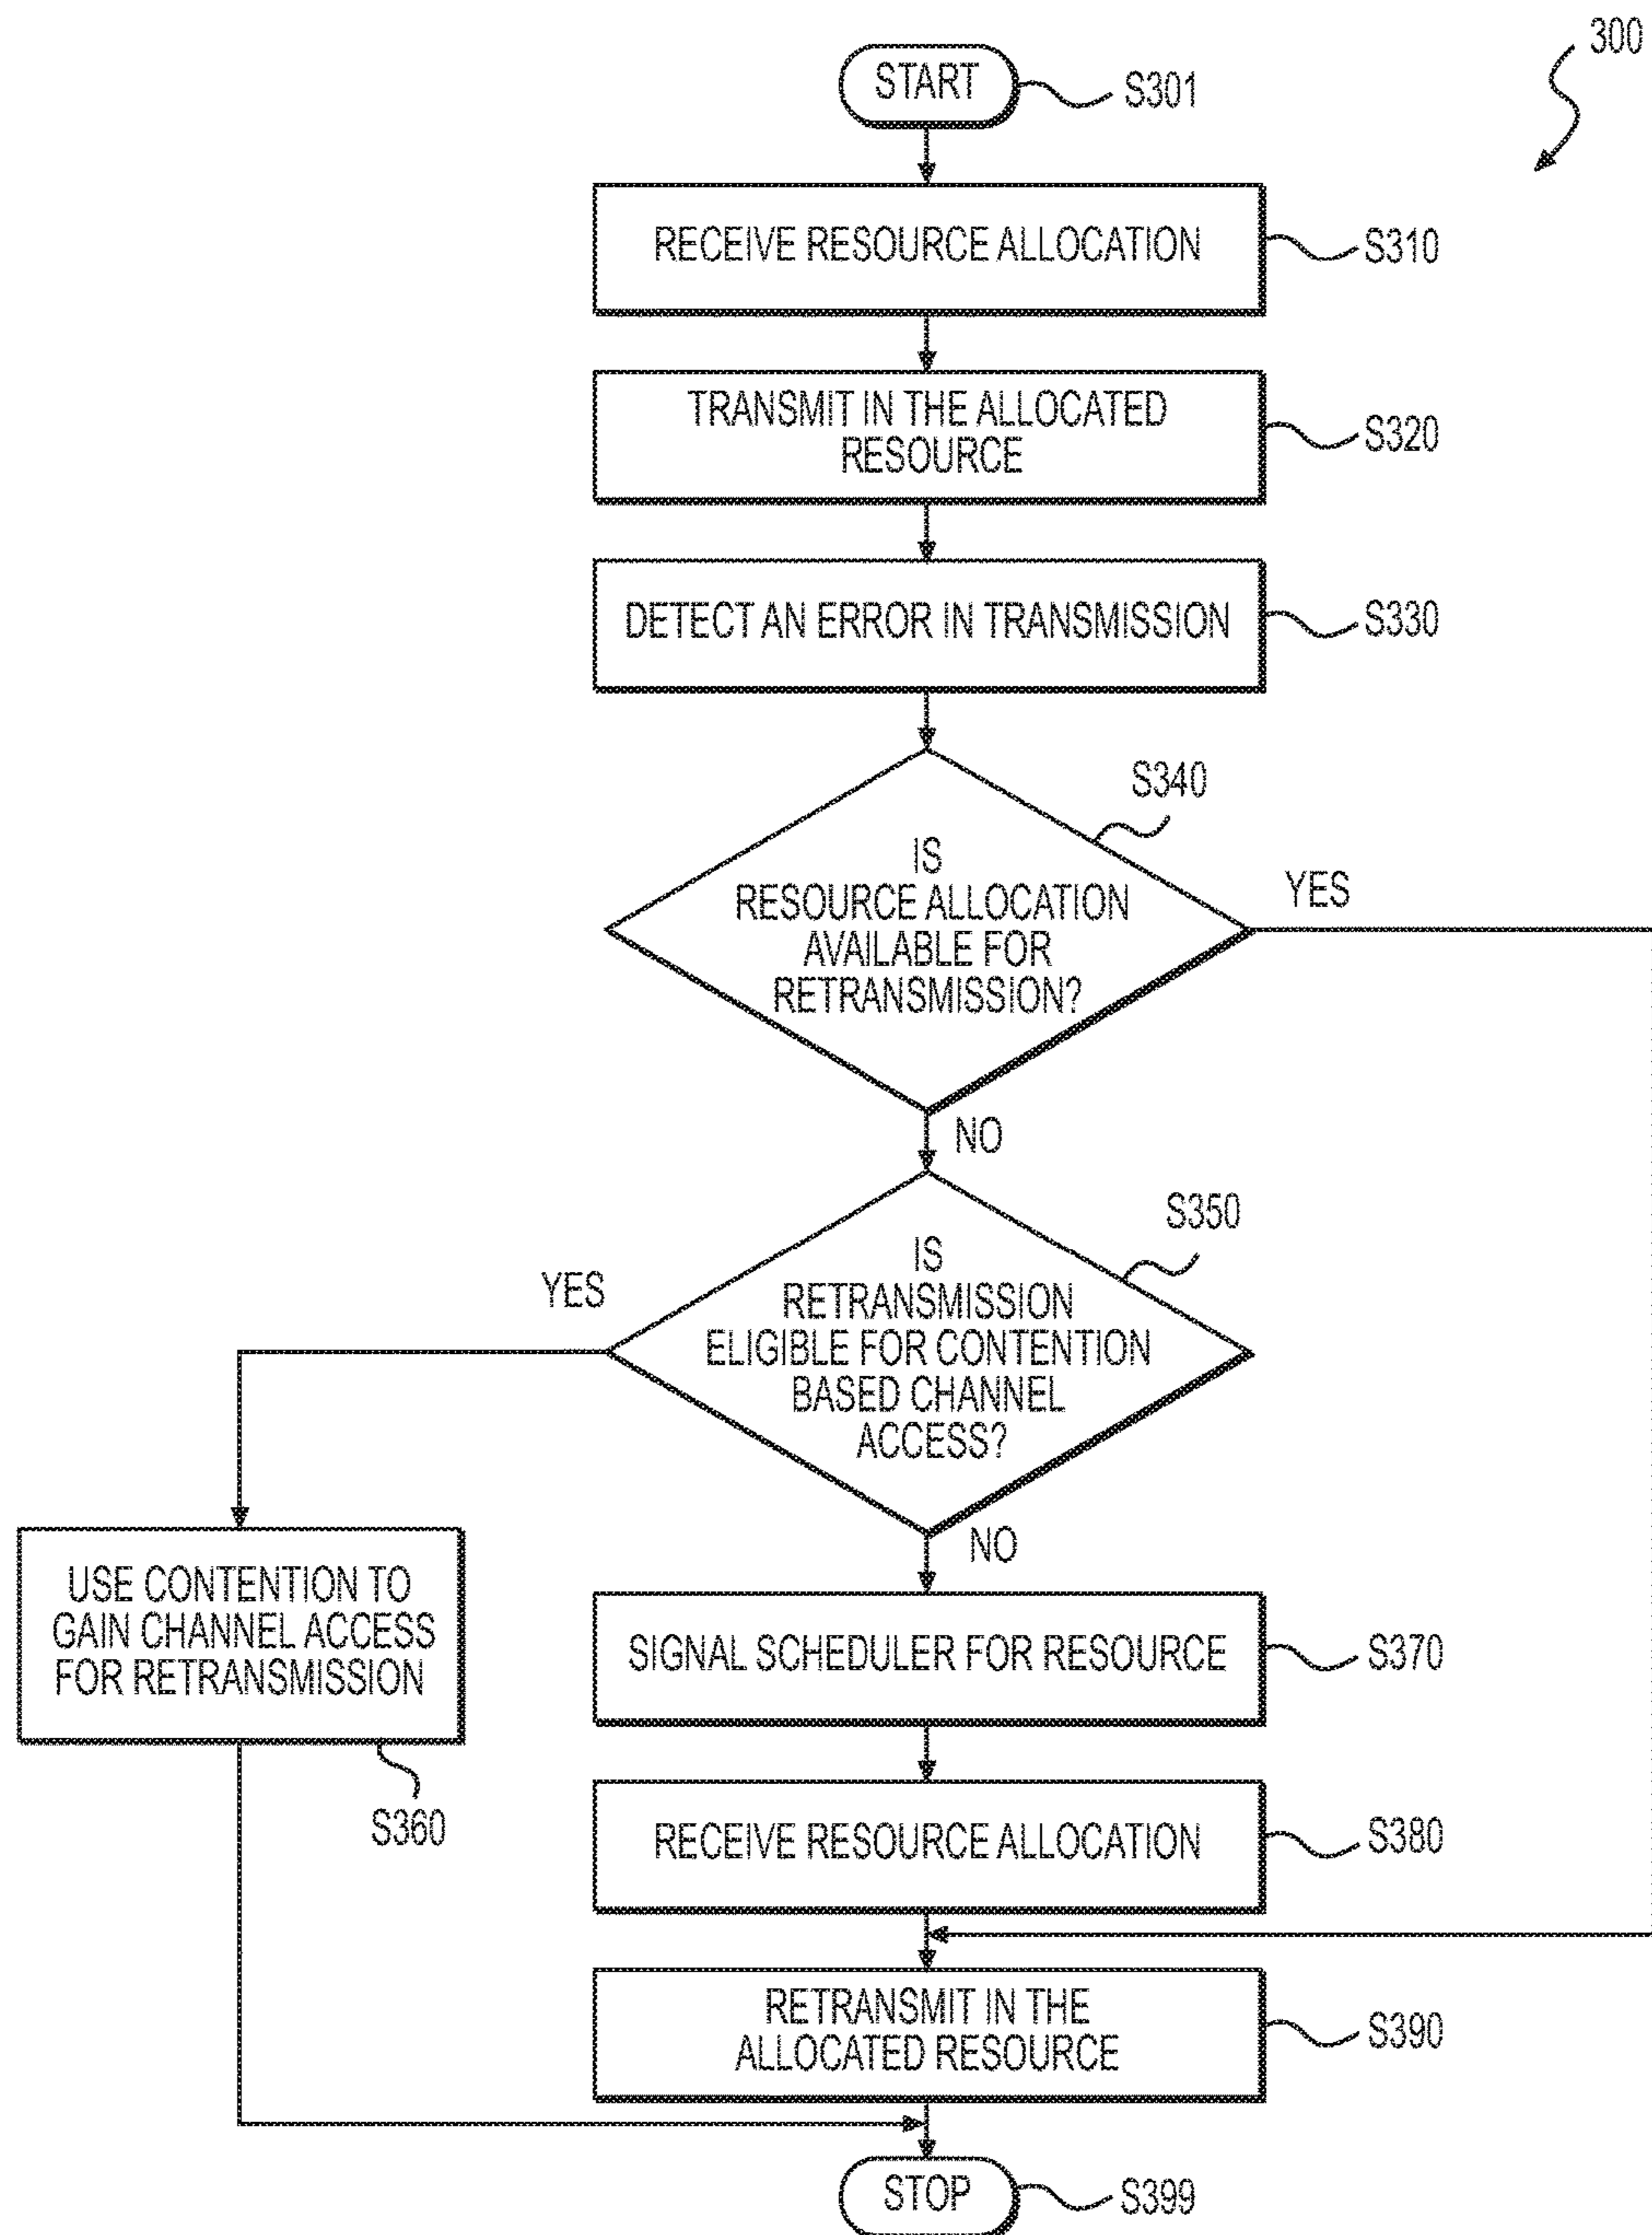 300
START
S301
RECEIVE RESOURCE ALLOCATION
S310
TRANSMIT IN THE ALLOCATED
RESOURCE
S320
DETECT AN ERROR IN TRANSMISSION
S330
S340
IS
RESOURCE ALLOCATION
AVAILABLE FOR
RETRANSMISSION?
YES
NO
S350
IS
RETRANSMISSION
ELIGIBLE FOR CONTENTION
BASED CHANNEL
ACCESS?
YES
NO
USE CONTENTION TO
GAIN CHANNEL ACCESS
FOR RETRANSMISSION
S360
SIGNAL SCHEDULER FOR RESOURCE
S370
RECEIVE RESOURCE ALLOCATION
S380
RETRANSMIT IN THE
ALLOCATED RESOURCE
S390
STOP
S399